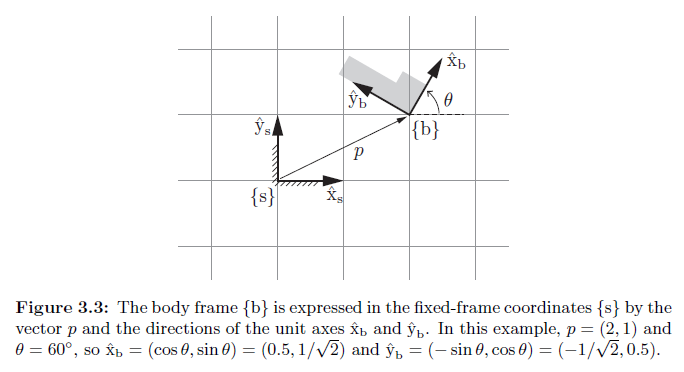 x̂b
ŷb
θ
ŷs
{b}
p
{s}
x̂s
Figure 3.3: The body frame {b} is expressed in the fixed-frame coordinates {s} by the
vector p and the directions of the unit axes x̂b and ŷb. In this example, p = (2, 1) and
θ = 60°, so x̂b = (cos θ, sin θ) = (0.5, 1/√2) and ŷb = (− sin θ, cos θ) = (−1/√2, 0.5).